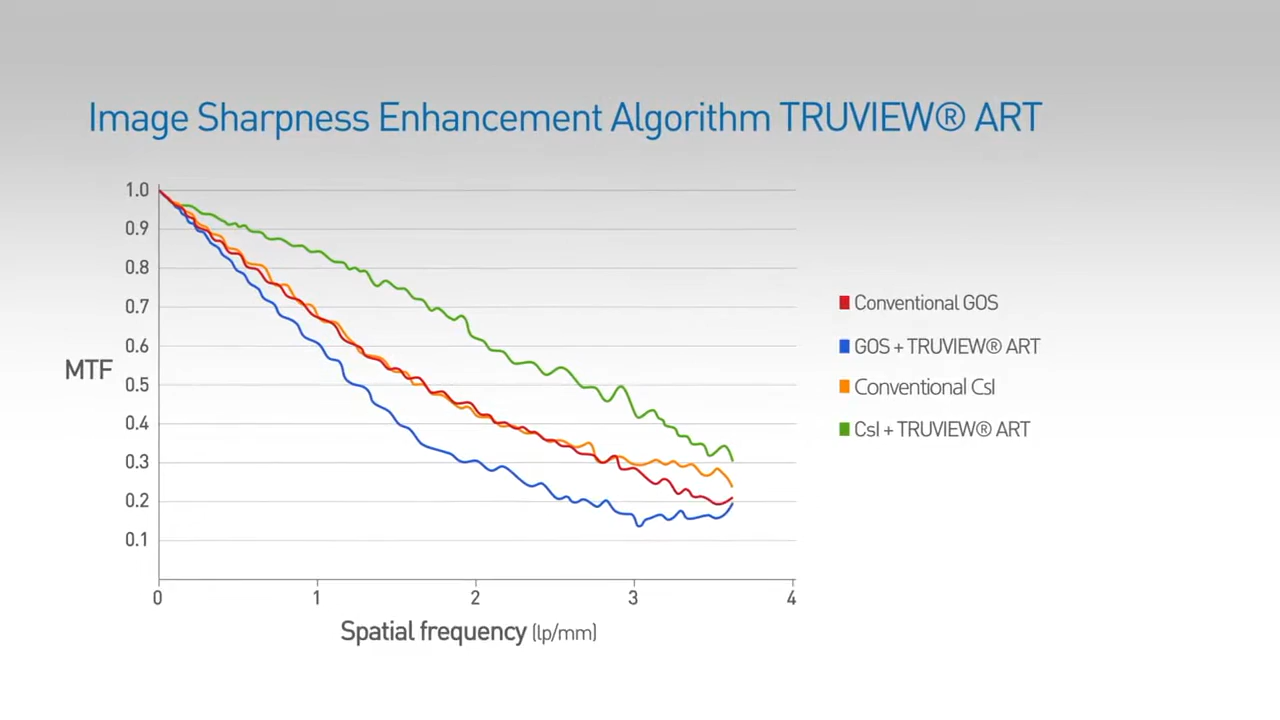 Image Sharpness Enhancement Algorithm TRUVIEW® ART
1.0
0.9
0.8
0.7
0.6
0.5
0.4
0.3
0.2
0.1
MTF
0 1 2 3 4
Spatial frequency (lp/mm)
Conventional GOS
GOS + TRUVIEW® ART
Conventional CsI
CsI + TRUVIEW® ART